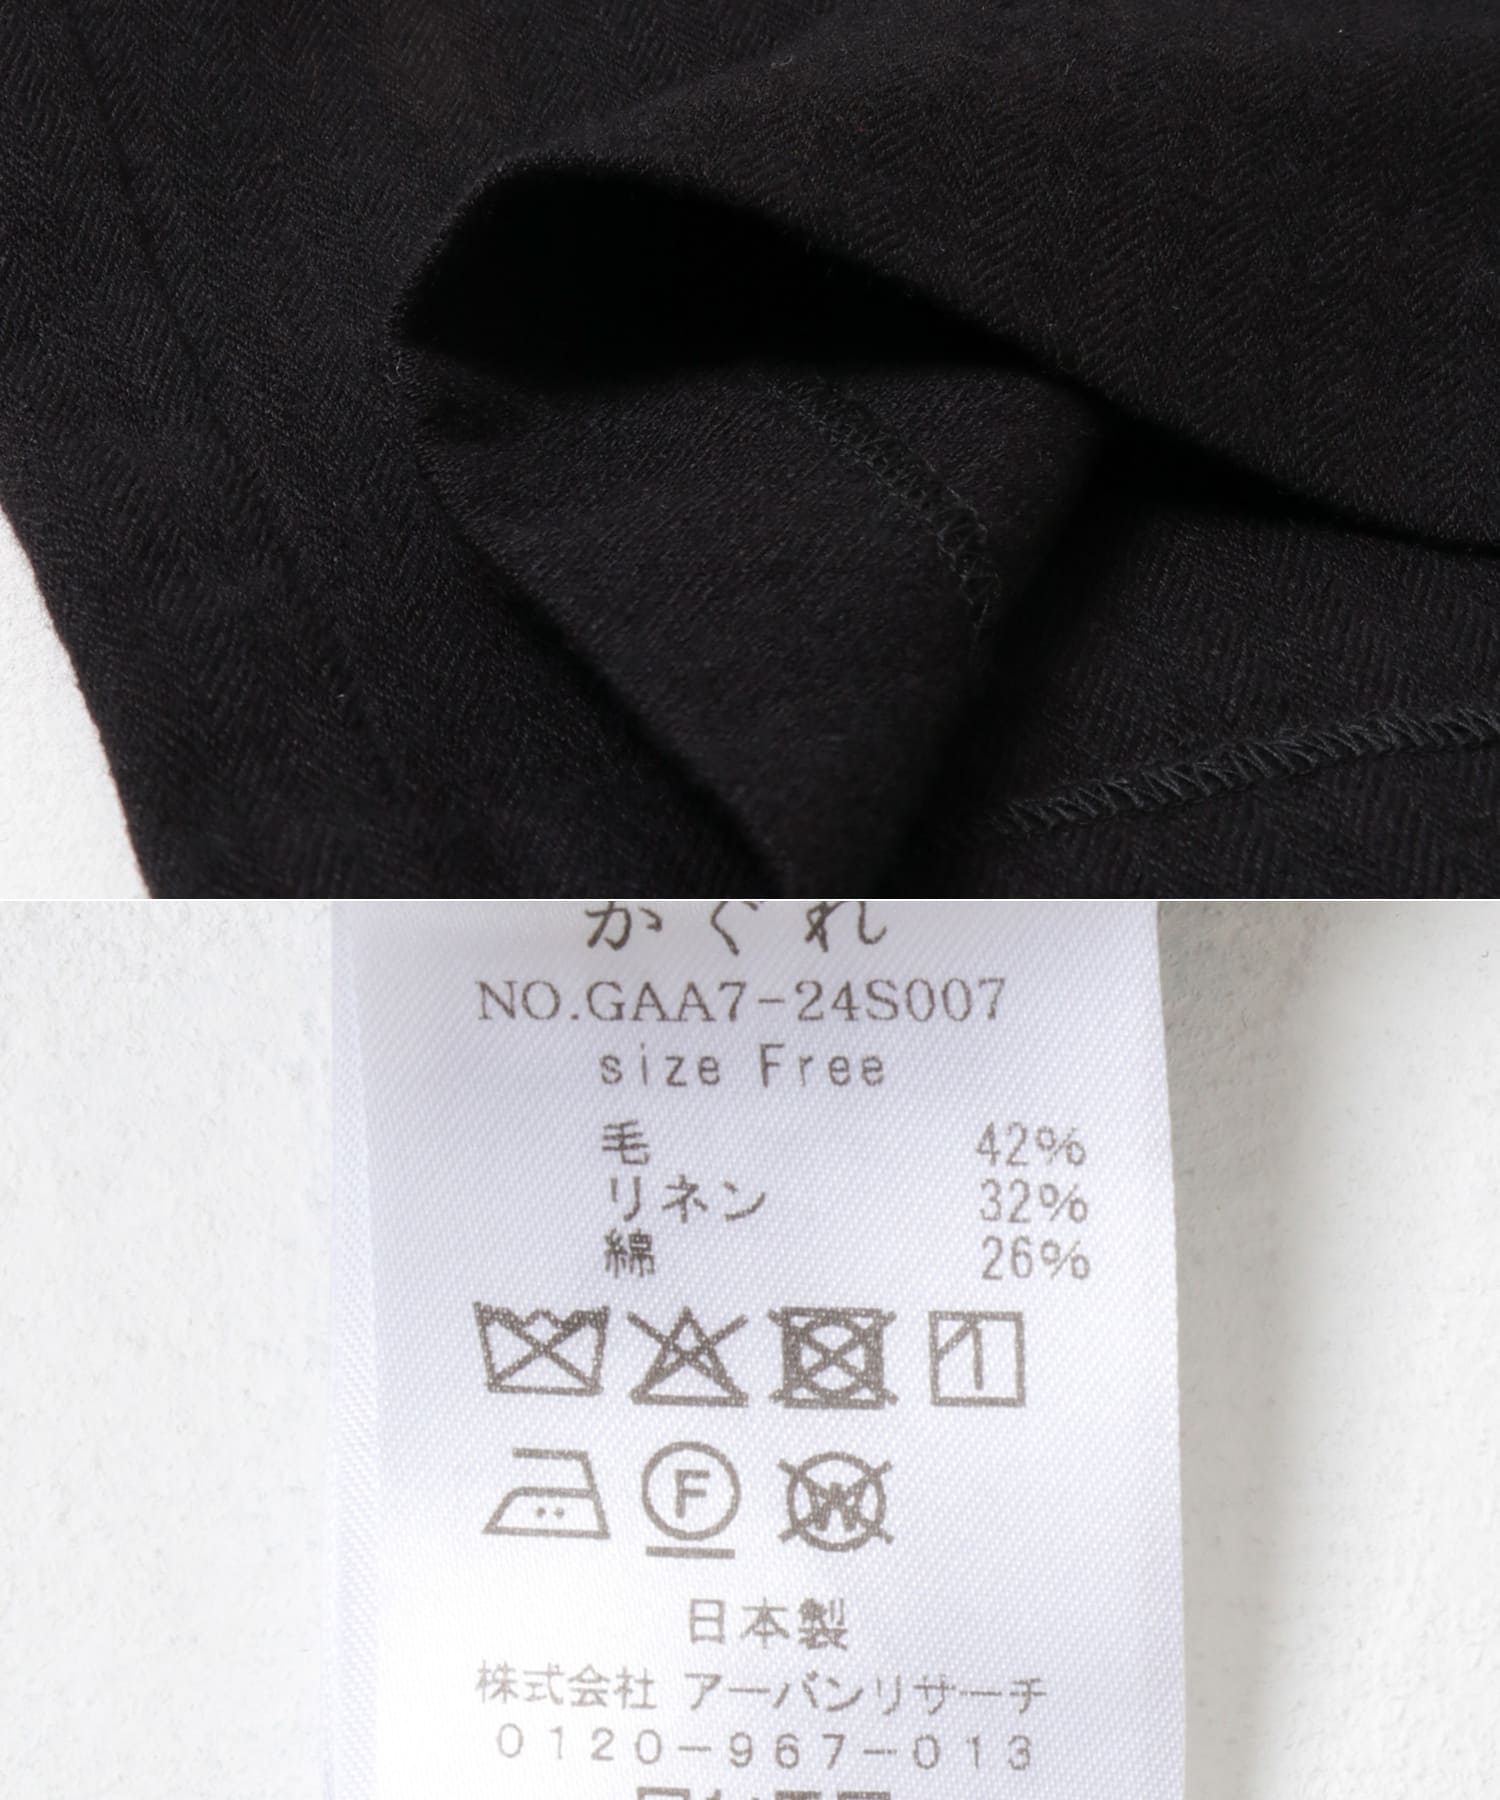 かぐれ
NO.GAA7-24S007
size Free
毛 42%
リネン 32%
綿 26%
F W
日本製
株式会社 アーバンリサーチ
0120-967-013